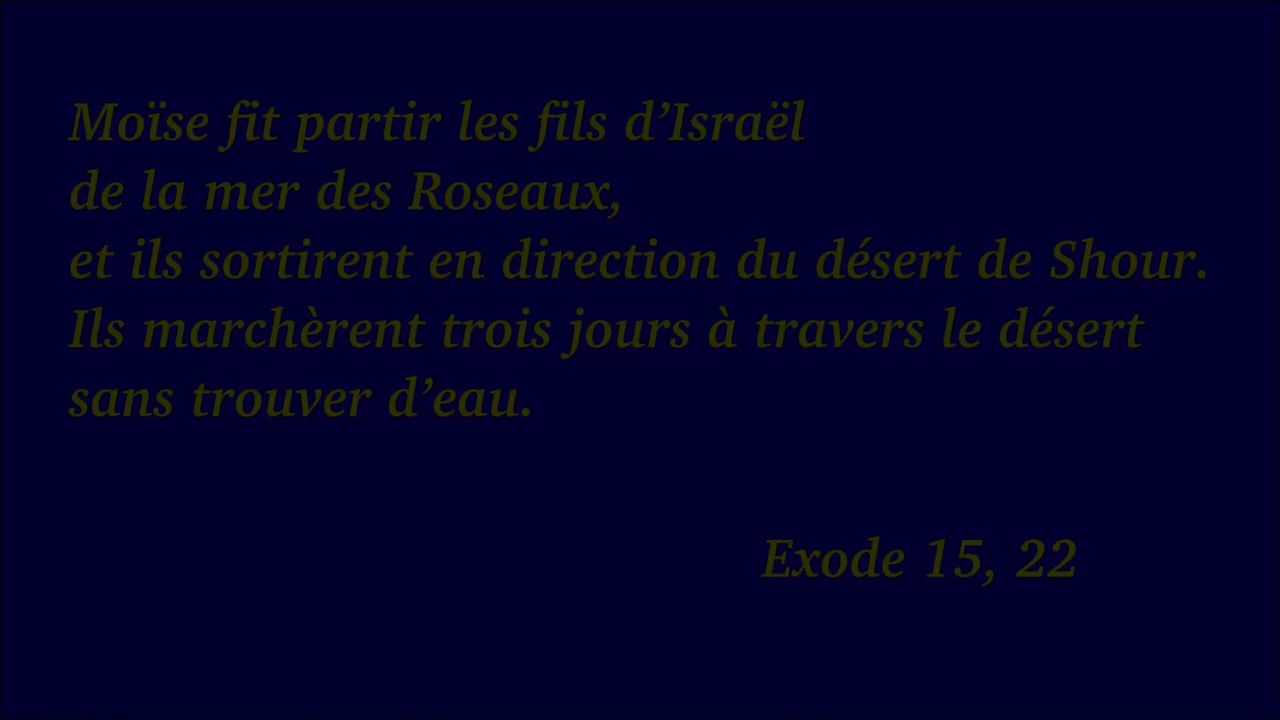 Moïse fit partir les fils d’Israël
de la mer des Roseaux,
et ils sortirent en direction du désert de Shour.
Ils marchèrent trois jours à travers le désert
sans trouver d’eau.
Exode 15, 22